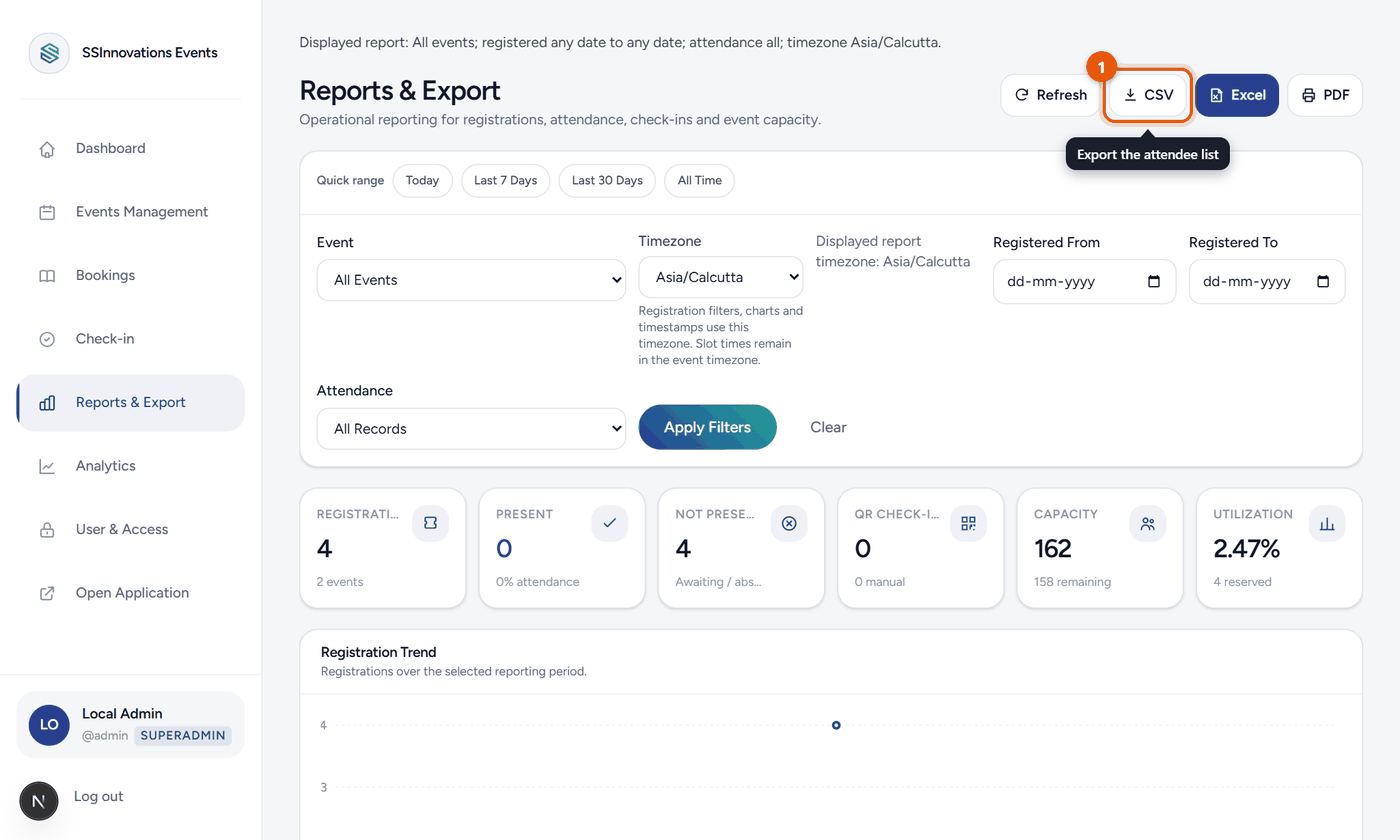 SSInnovations Events
Dashboard
Events Management
Bookings
Check-in
Reports & Export
Analytics
User & Access
Open Application
LO
Local Admin
@admin SUPERADMIN
N
Log out
Displayed report: All events; registered any date to any date; attendance all; timezone Asia/Calcutta.
Reports & Export
Operational reporting for registrations, attendance, check-ins and event capacity.
1
Refresh
CSV
Excel
PDF
Export the attendee list
Quick range
Today
Last 7 Days
Last 30 Days
All Time
Event
All Events
Timezone
Asia/Calcutta
Registration filters, charts and
timestamps use this
timezone. Slot times remain
in the event timezone.
Displayed report
timezone: Asia/Calcutta
Registered From
dd-mm-yyyy
Registered To
dd-mm-yyyy
Attendance
All Records
Apply Filters
Clear
REGISTRATI...
4
2 events
PRESENT
0
0% attendance
NOT PRESE...
4
Awaiting / abs...
QR CHECK-I...
0
0 manual
CAPACITY
162
158 remaining
UTILIZATION
2.47%
4 reserved
Registration Trend
Registrations over the selected reporting period.
4
3